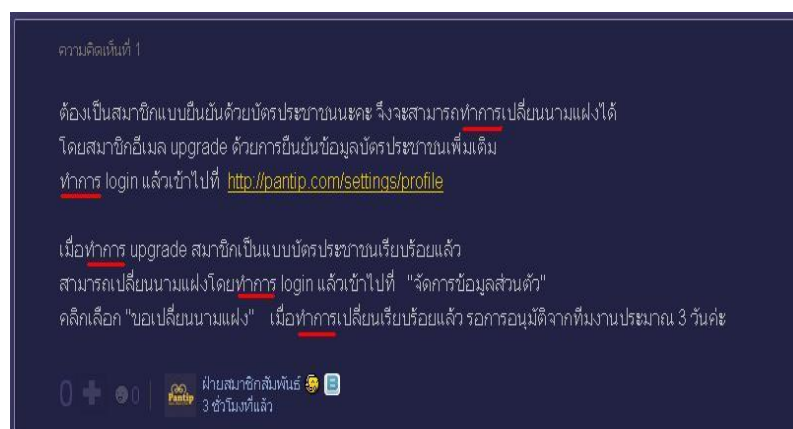 ความคิดเห็นที่ 1
ต้องเป็นสมาชิกแบบยืนยันด้วยบัตรประชาชนนะคะ จึงจะสามารถทำการเปลี่ยนนามแฝงได้
โดยสมาชิกอีเมล upgrade ด้วยการยืนยันข้อมูลบัตรประชาชนเพิ่มเติม
ทำการ login แล้วเข้าไปที่ http://pantip.com/settings/profile
เมื่อทำการ upgrade สมาชิกเป็นแบบบัตรประชาชนเรียบร้อยแล้ว
สามารถเปลี่ยนนามแฝงโดยทำการ login แล้วเข้าไปที่ "จัดการข้อมูลส่วนตัว"
คลิกเลือก "ขอเปลี่ยนนามแฝง" เมื่อทำการเปลี่ยนเรียบร้อยแล้ว รอการอนุมัติจากทีมงานประมาณ 3 วันค่ะ
0 + 0 Pantip ฝ่ายสมาชิกสัมพันธ์ B
3 ชั่วโมงที่แล้ว